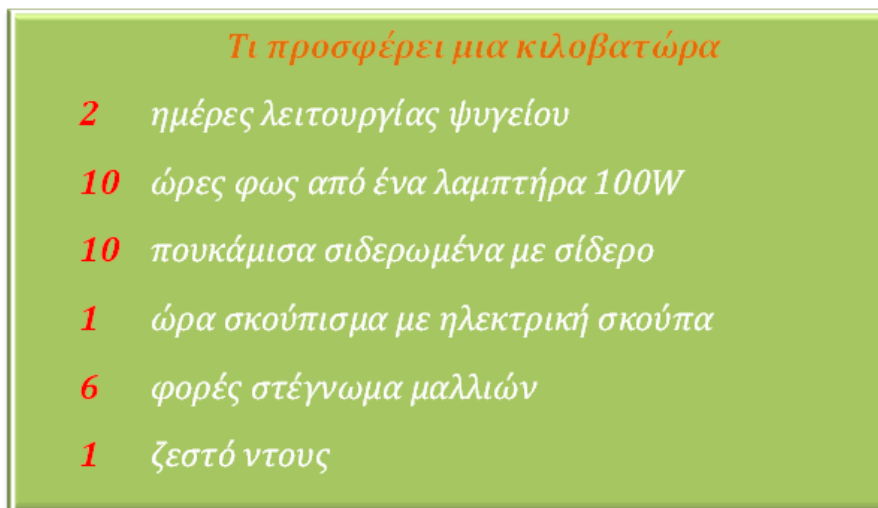 Τι προσφέρει μια κιλοβατώρα
2 ημέρες λειτουργίας ψυγείου
10 ώρες φως από ένα λαμπτήρα 100W
10 πουκάμισα σιδερωμένα με σίδερο
1 ώρα σκούπισμα με ηλεκτρική σκούπα
6 φορές στέγνωμα μαλλιών
1 ζεστό ντους